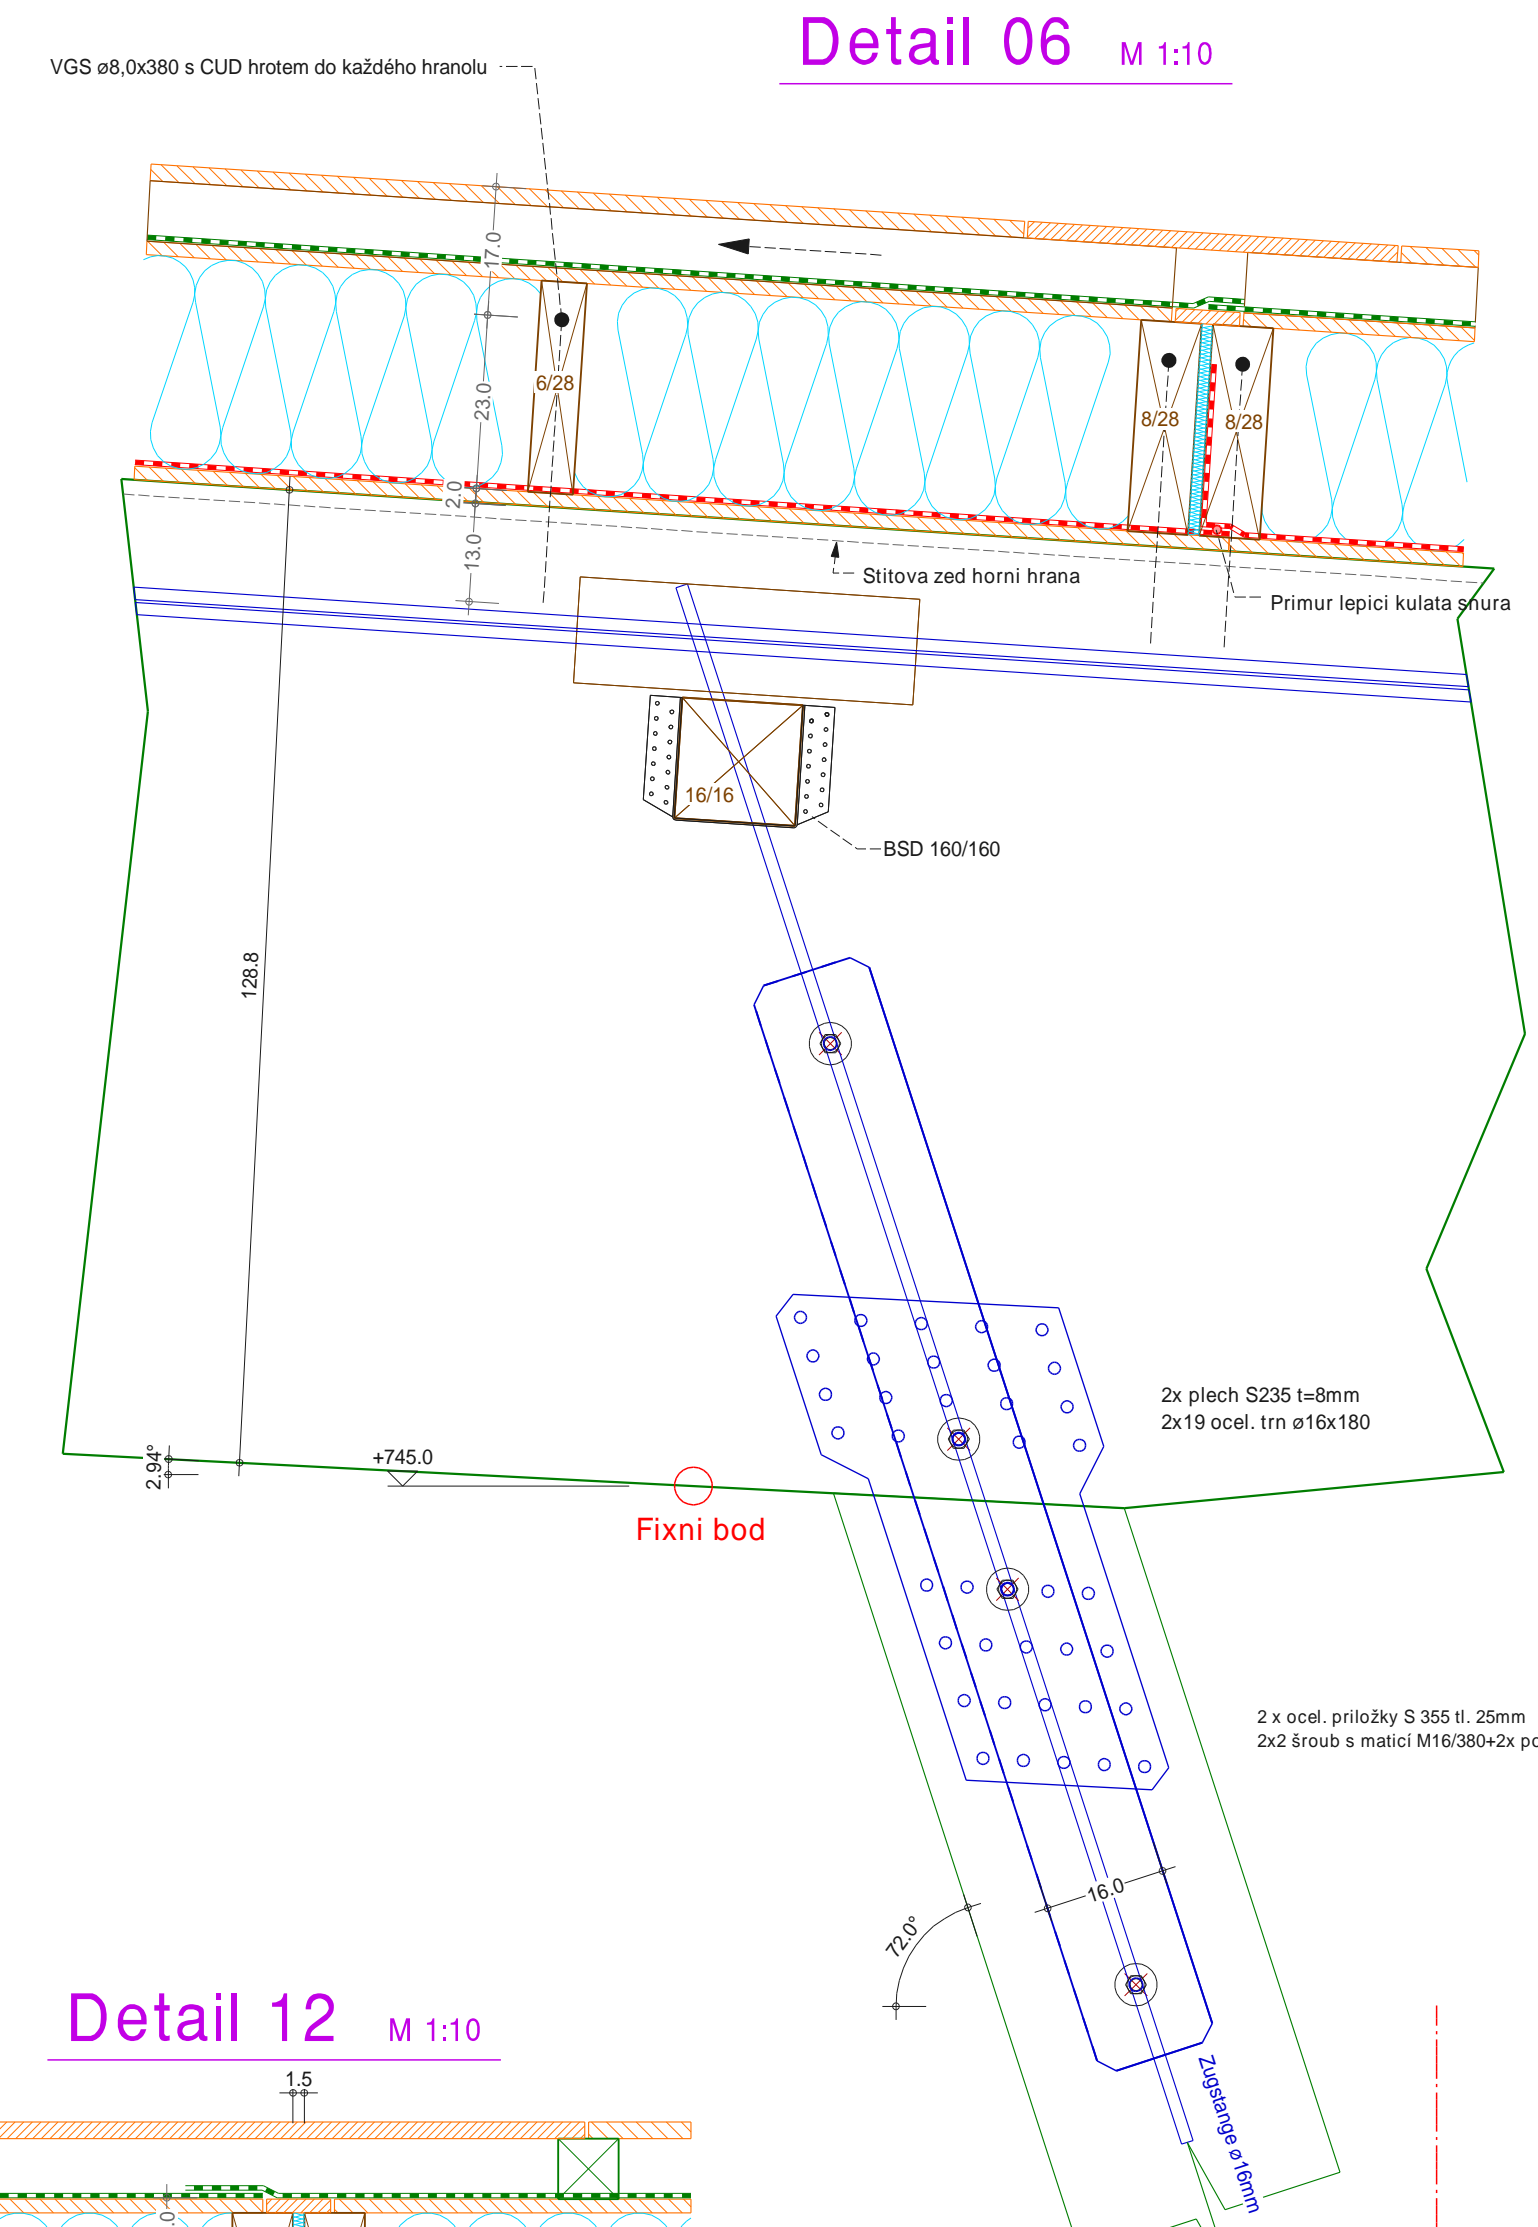 Detail 06 M 1:10
VGS ø8,0x380 s CUD hrotem do každého hranolu
17.0
23.0
6/28
8/28
8/28
2.0
13.0
Stitova zed horni hrana
Primur lepici kulata snura
16/16
BSD 160/160
128.8
2x plech S235 t=8mm
2x19 ocel. trn ø16x180
2.94°
+745.0
Fixni bod
2 x ocel. priložky S 355 tl. 25mm
2x2 šroub s maticí M16/380+2x
16.0
72.0°
Detail 12 M 1:10
1.5
Zugstange ø16mm